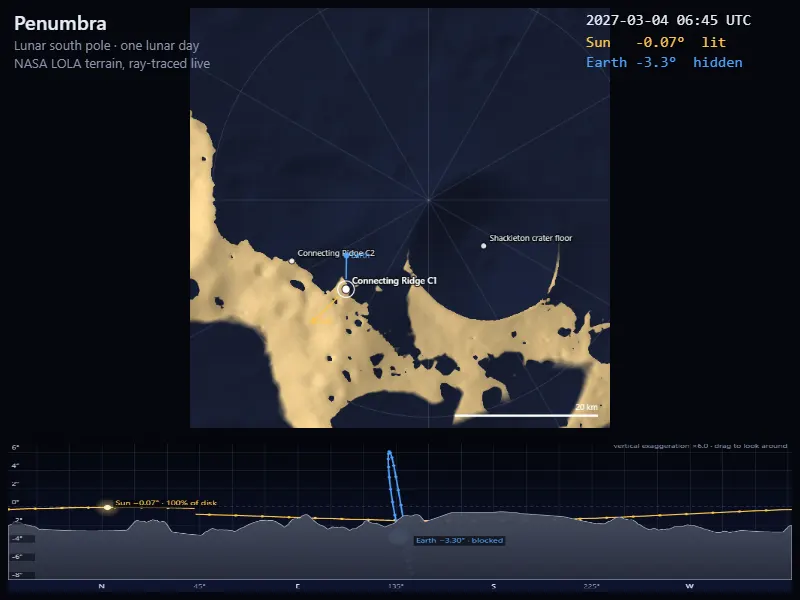 Penumbra
Lunar south pole · one lunar day
NASA LOLA terrain, ray-traced live
2027-03-04 06:45 UTC
Sun -0.07° lit
Earth -3.3° hidden
Shackleton crater floor
Connecting Ridge C2
Connecting Ridge C1
20 km
vertical exaggeration ×6.0 · drag to look around
6°
4°
2°
0°
-2°
-4°
-6°
-8°
Sun −0.07° · 100% of disk
Earth −3.30° · blocked
N 45° E 135° S 225° W